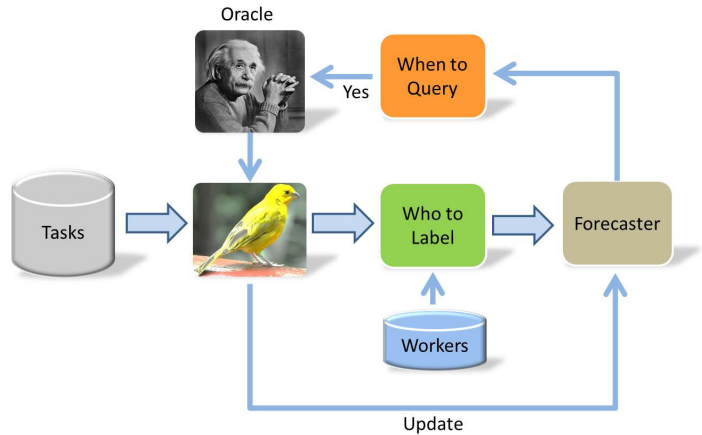 Oracle
When to
Query
Yes
Tasks
Who to
Label
Forecaster
Workers
Update